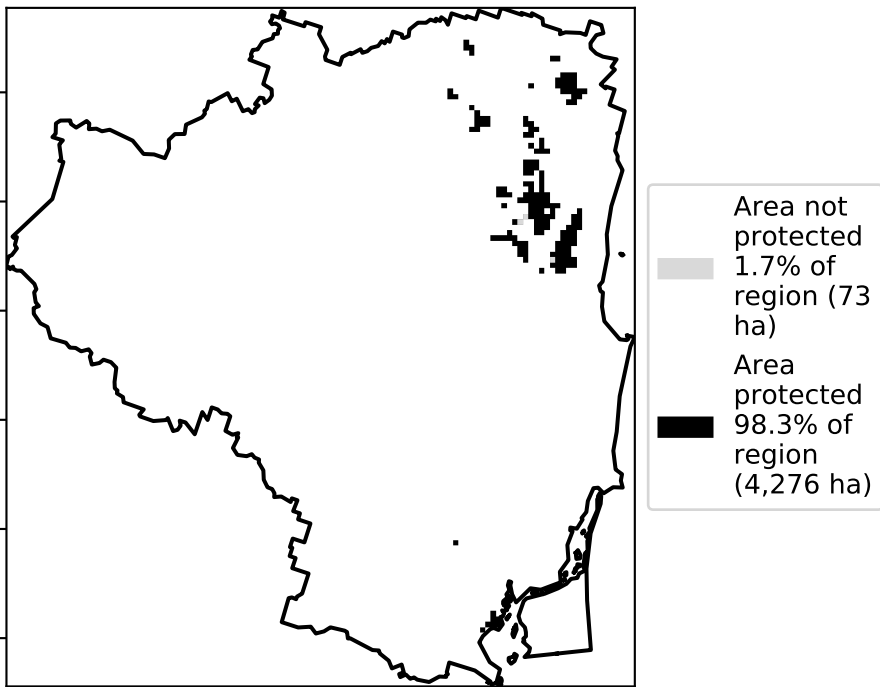 Area not
protected
1.7% of
region (73
ha)
Area
protected
98.3% of
region
(4,276 ha)